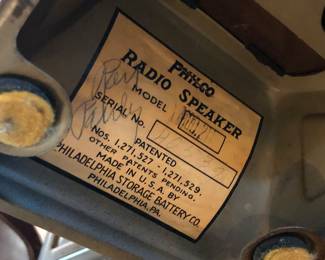 PHILCO
RADIO SPEAKER
MODEL
SERIAL NO.
PATENTED
NOS. 1,271,527 - 1,271,529.
OTHER PATENTS PENDING.
MADE IN U.S.A. BY
PHILADELPHIA STORAGE BATTERY CO.
PHILADELPHIA, PA.